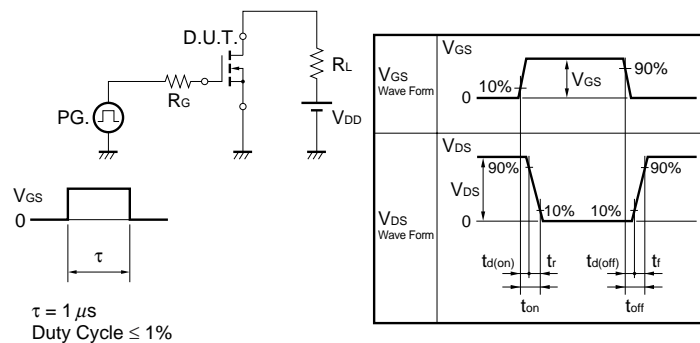 D.U.T.
RL
RG
PG.
VDD
VGS
0
τ
τ = 1 μs
Duty Cycle ≤ 1%
VGS
Wave Form
VGS
10%
VGS
90%
0
VDS
Wave Form
VDS
90%
90%
VDS
10%
10%
0
td(on)
tr
td(off)
tf
ton
toff